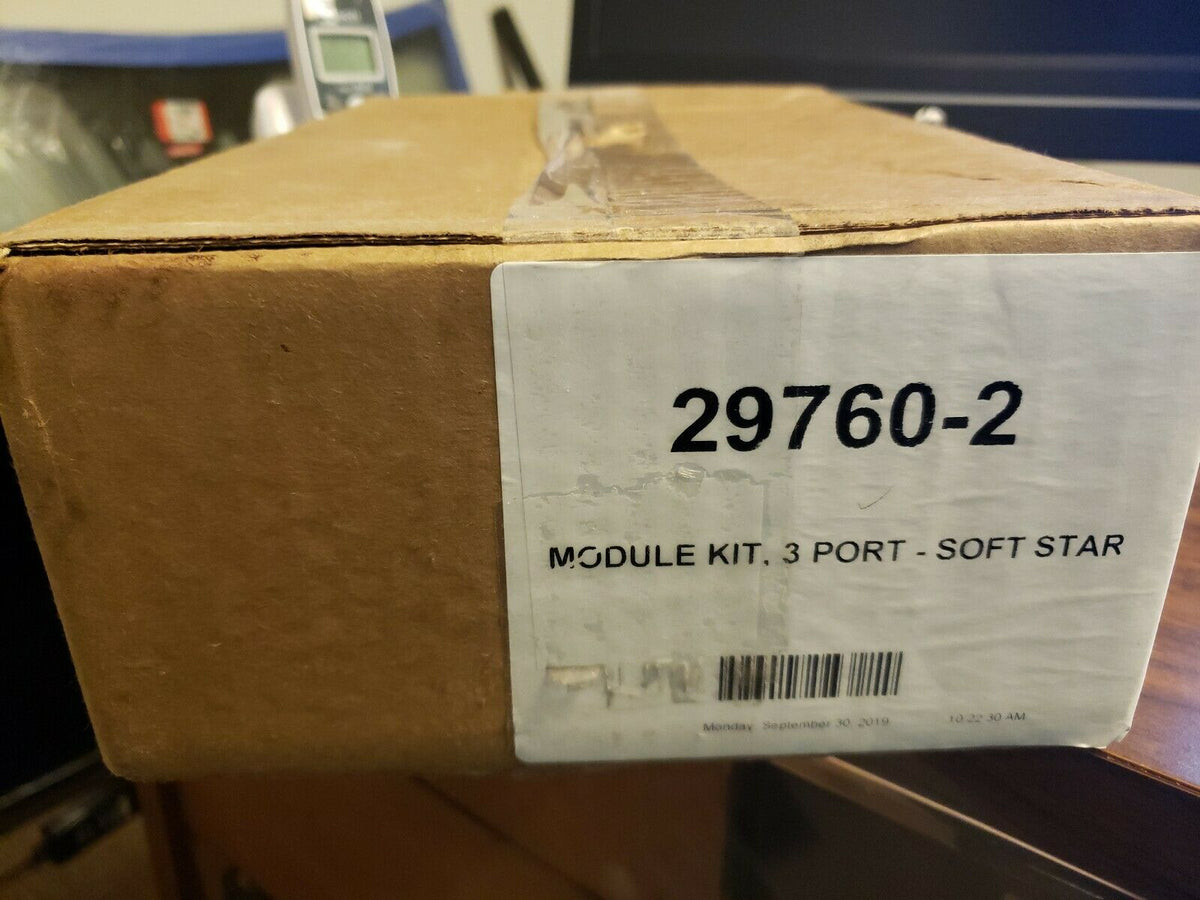 29760-2
MODULE KIT, 3 PORT - SOFT STAR
Monday September 30, 2019 10 22 30 AM